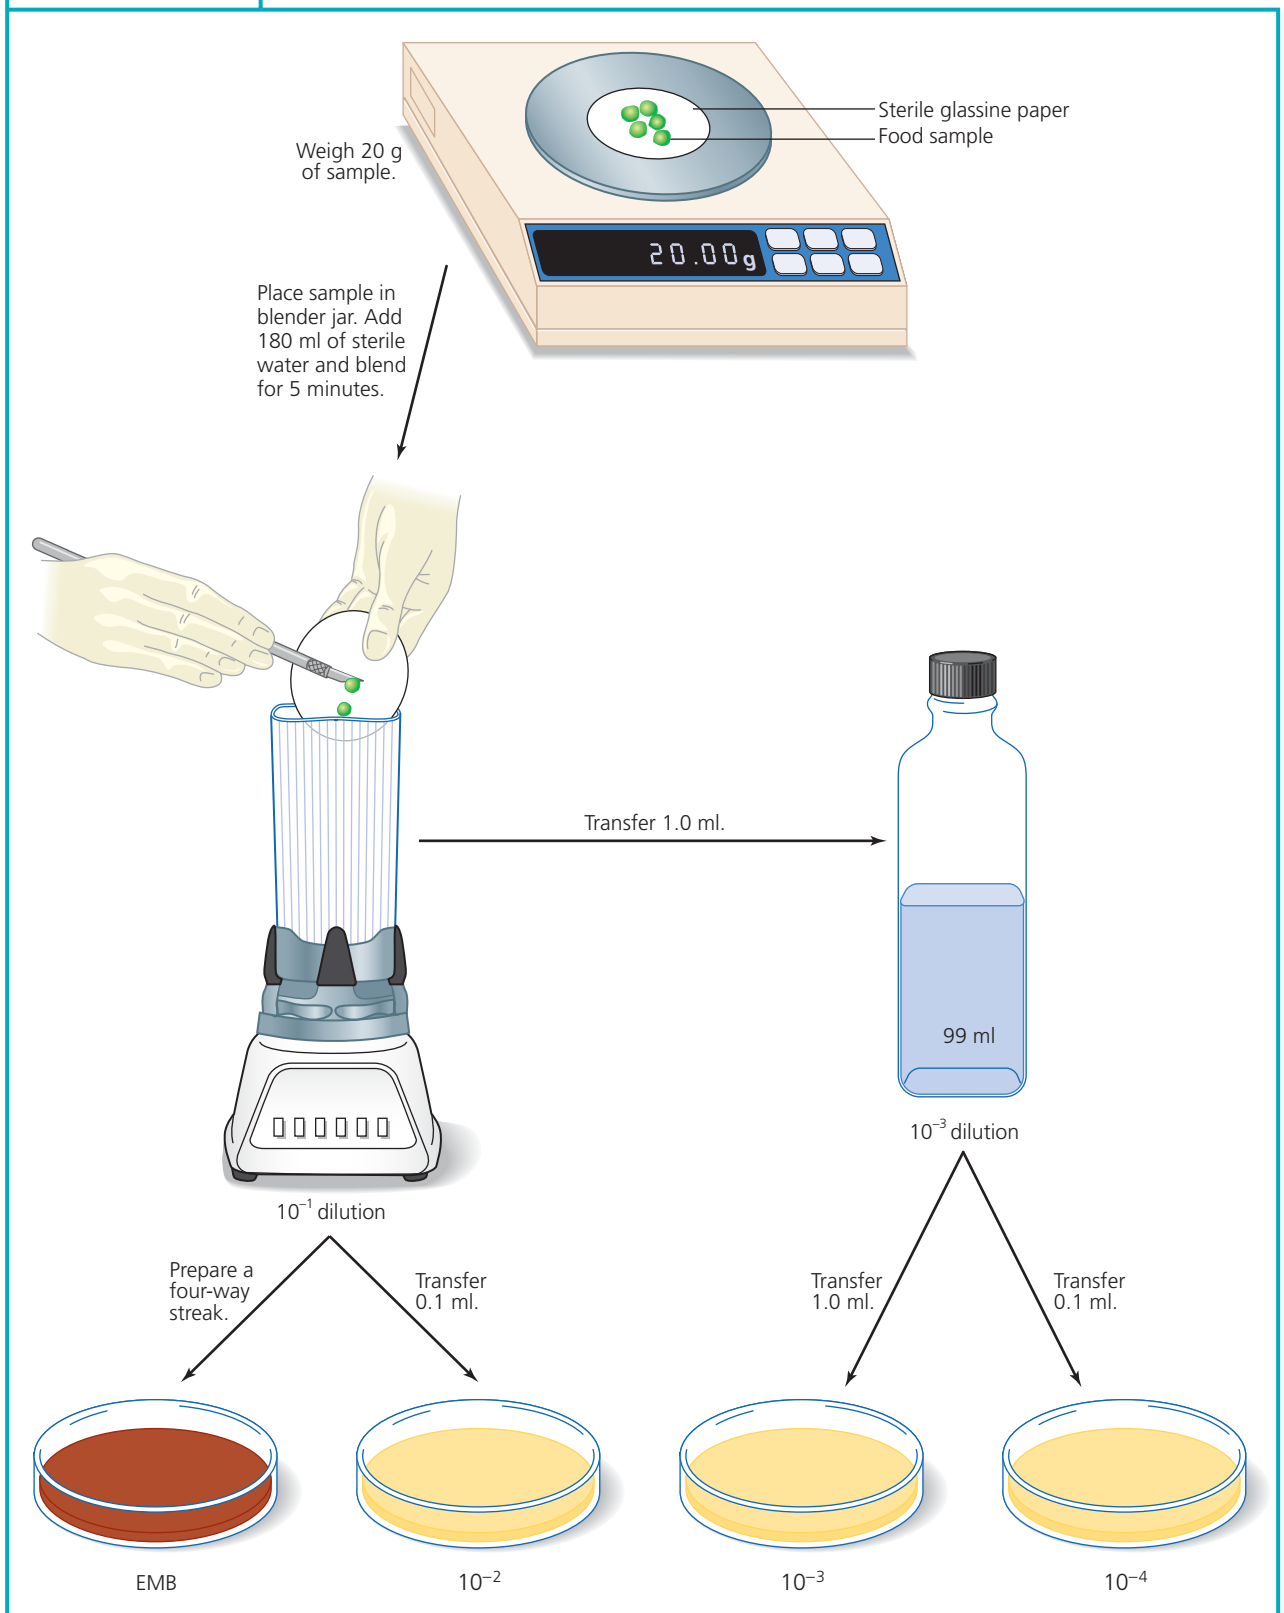 Sterile glassine paper
Food sample
Weigh 20 g
of sample.
20.00g
Place sample in
blender jar. Add
180 ml of sterile
water and blend
for 5 minutes.
Transfer 1.0 ml.
99 ml
10⁻³ dilution
10⁻¹ dilution
Prepare a
four-way
streak.
Transfer
0.1 ml.
Transfer
1.0 ml.
Transfer
0.1 ml.
EMB
10⁻²
10⁻³
10⁻⁴